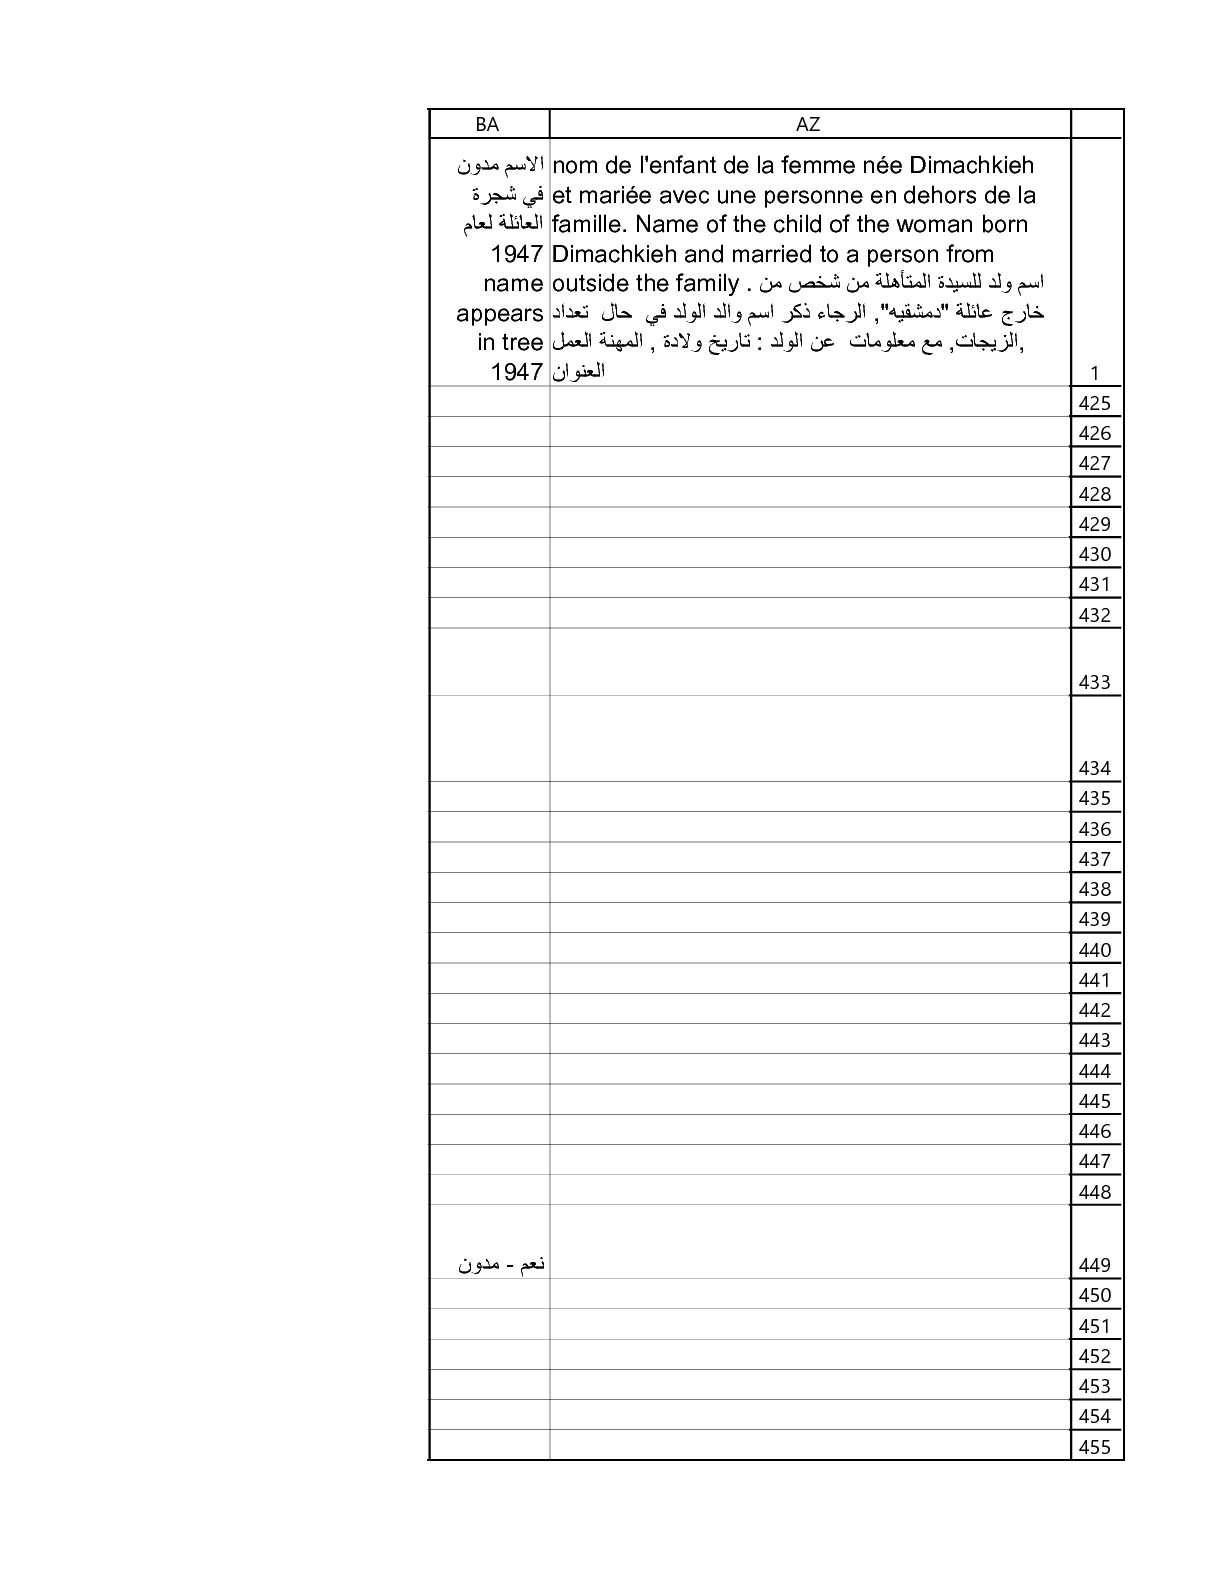 BA AZ
الاسم مدون
في شجرة
العائلة لعام
1947
name
appears
in tree
1947
nom de l'enfant de la femme née Dimachkieh
et mariée avec une personne en dehors de la
famille. Name of the child of the woman born
Dimachkieh and married to a person from
outside the family . اسم ولد للسيدة المتأهلة من شخص من
خارج عائلة "دمشقيه", الرجاء ذكر اسم والد الولد في حال تعداد
الزيجات, مع معلومات عن الولد : تاريخ ولادة , المهنة العمل,
العنوان
1
425
426
427
428
429
430
431
432
433
434
435
436
437
438
439
440
441
442
443
444
445
446
447
448
نعم - مدون 449
450
451
452
453
454
455